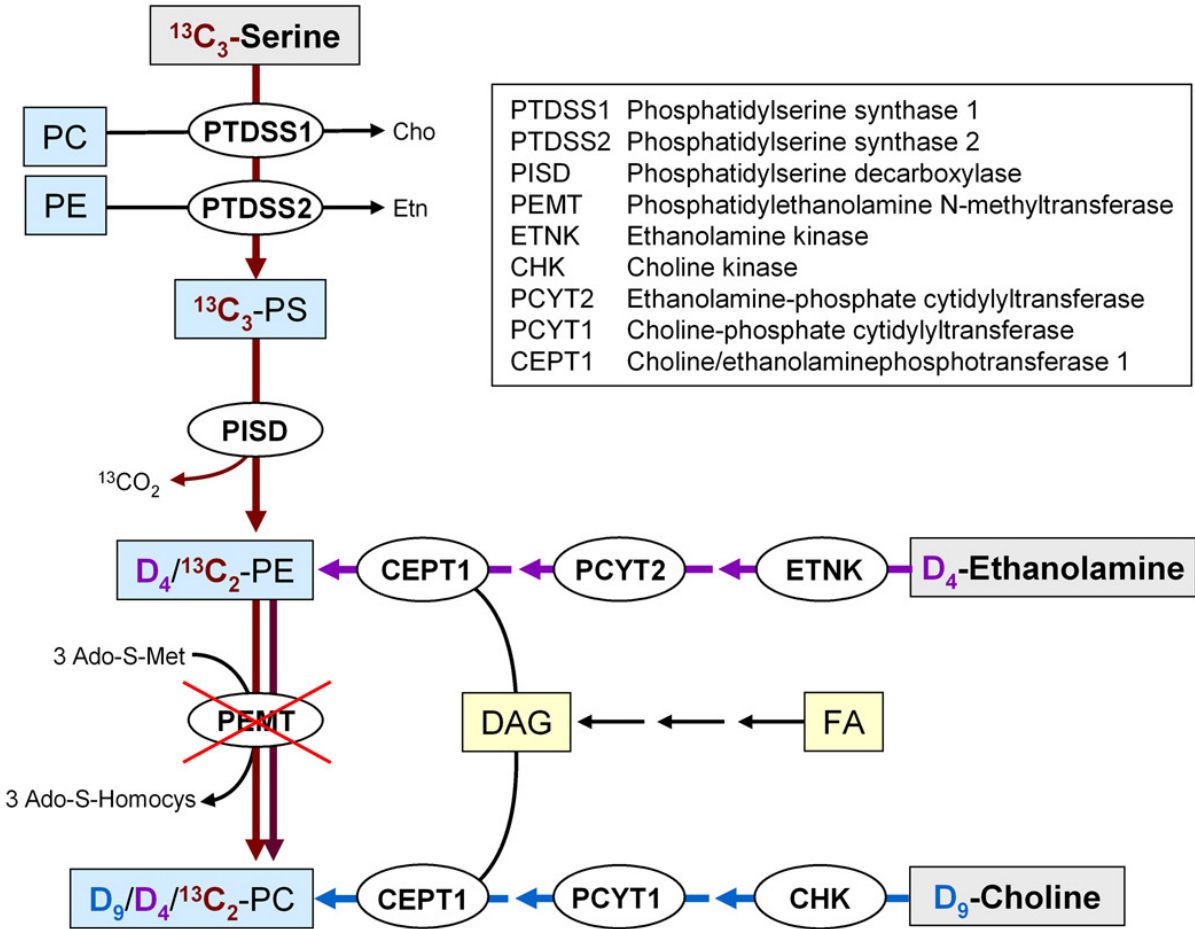 ¹³C₃-Serine
PC
PTDSS1
Cho
PE
PTDSS2
Etn
¹³C₃-PS
PISD
¹³CO₂
PTDSS1 Phosphatidylserine synthase 1
PTDSS2 Phosphatidylserine synthase 2
PISD Phosphatidylserine decarboxylase
PEMT Phosphatidylethanolamine N-methyltransferase
ETNK Ethanolamine kinase
CHK Choline kinase
PCYT2 Ethanolamine-phosphate cytidylyltransferase
PCYT1 Choline-phosphate cytidylyltransferase
CEPT1 Choline/ethanolaminephosphotransferase 1
D₄/¹³C₂-PE
CEPT1
PCYT2
ETNK
D₄-Ethanolamine
3 Ado-S-Met
PEMT
3 Ado-S-Homocys
DAG
FA
D₉/D₄/¹³C₂-PC
CEPT1
PCYT1
CHK
D₉-Choline